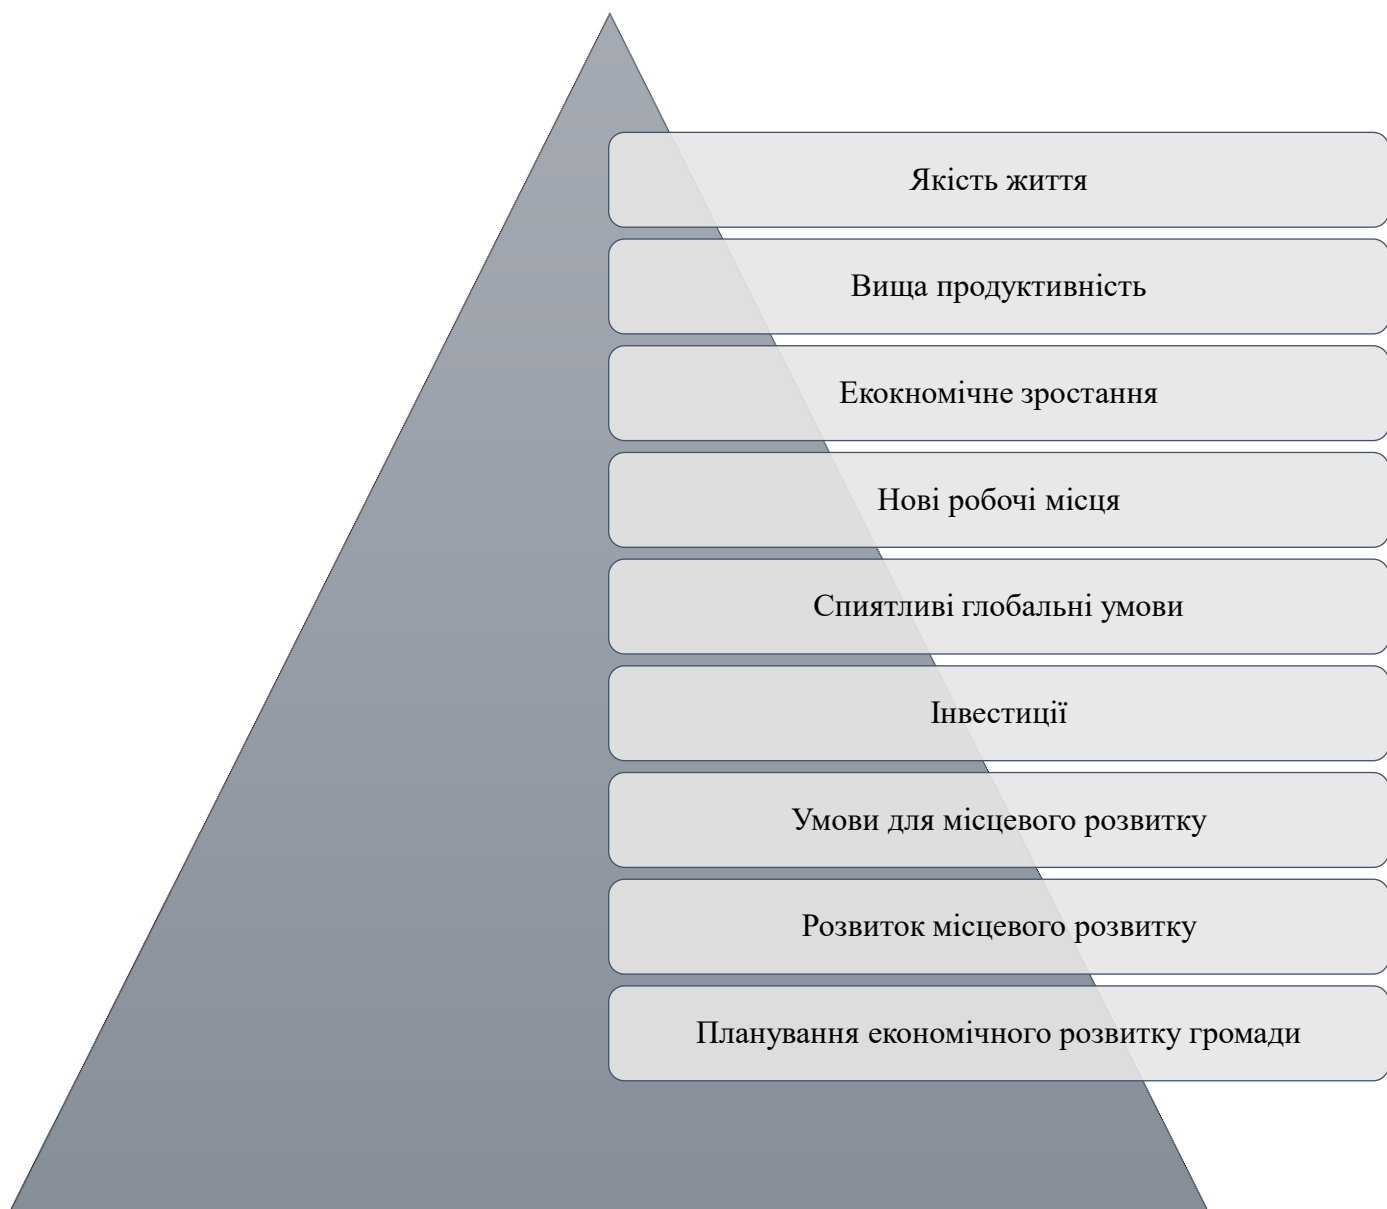 Якість життя
Вища продуктивність
Екокномічне зростання
Нові робочі місця
Спиятливі глобальні умови
Інвестиції
Умови для місцевого розвитку
Розвиток місцевого розвитку
Планування економічного розвитку громади